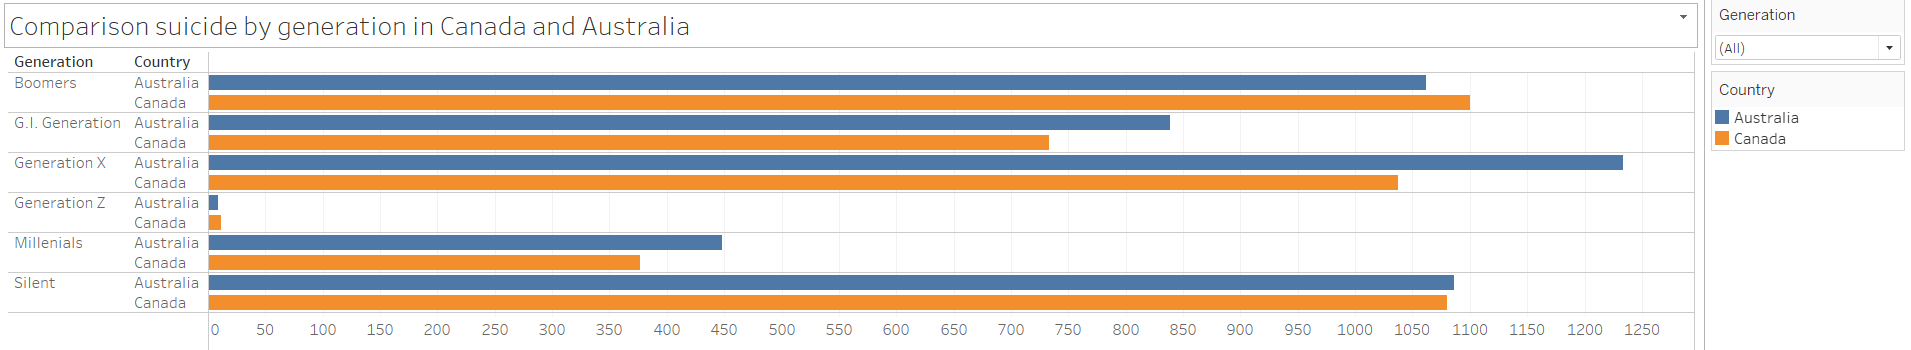 Comparison suicide by generation in Canada and Australia
Generation Country
Boomers Australia
Canada
G.I. Generation Australia
Canada
Generation X Australia
Canada
Generation Z Australia
Canada
Millenials Australia
Canada
Silent Australia
Canada
0 50 100 150 200 250 300 350 400 450 500 550 600 650 700 750 800 850 900 950 1000 1050 1100 1150 1200 1250
Generation
(All)
Country
Australia
Canada